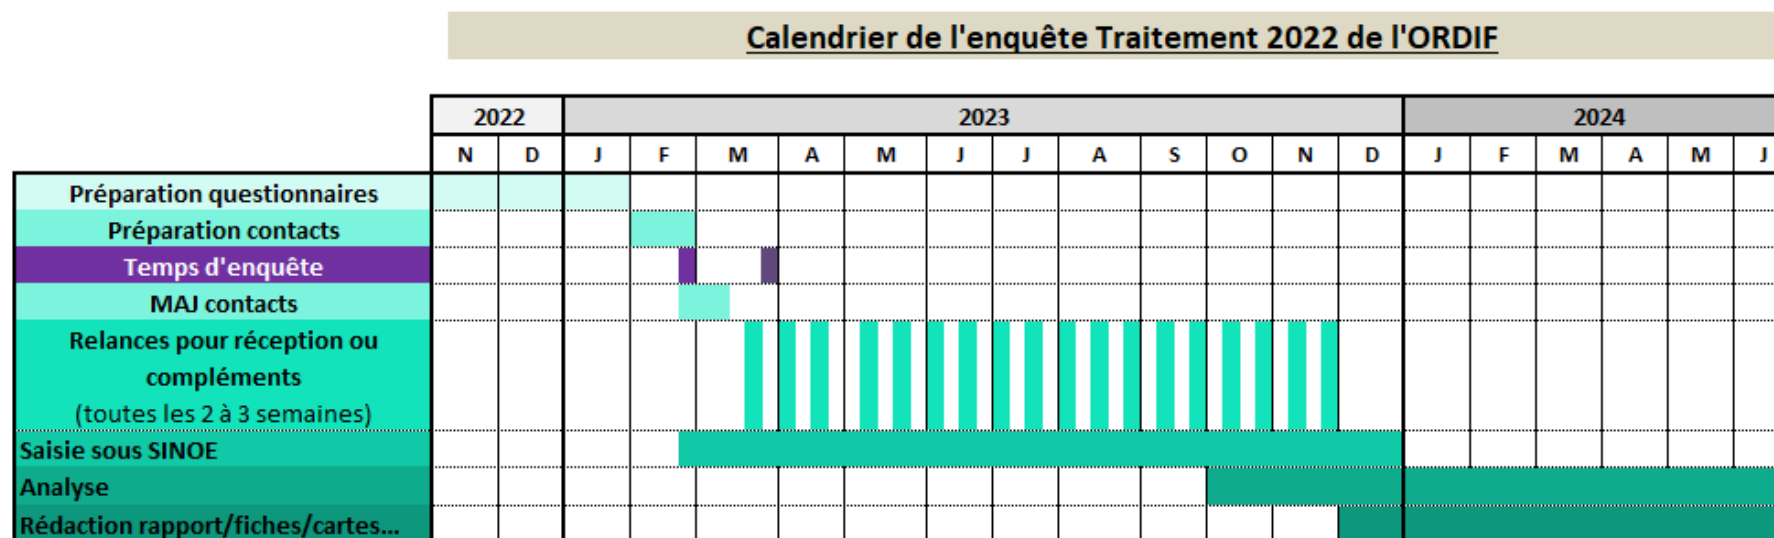 Calendrier de l'enquête Traitement 2022 de l'ORDIF
2022 2023 2024
N D J F M A M J J A S O N D J F M A M J
Préparation questionnaires
Préparation contacts
Temps d'enquête
MAJ contacts
Relances pour réception ou
compléments
(toutes les 2 à 3 semaines)
Saisie sous SINOE
Analyse
Rédaction rapport/fiches/cartes...